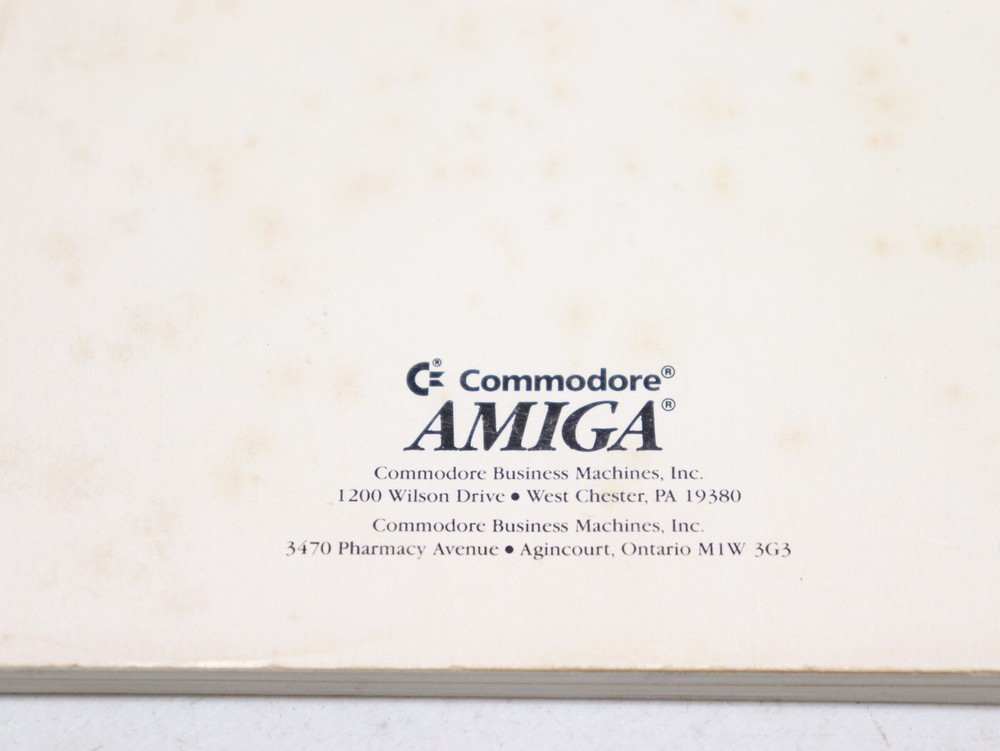 Commodore®
AMIGA®
Commodore Business Machines, Inc.
1200 Wilson Drive • West Chester, PA 19380
Commodore Business Machines, Inc.
3470 Pharmacy Avenue • Agincourt, Ontario M1W 3G3